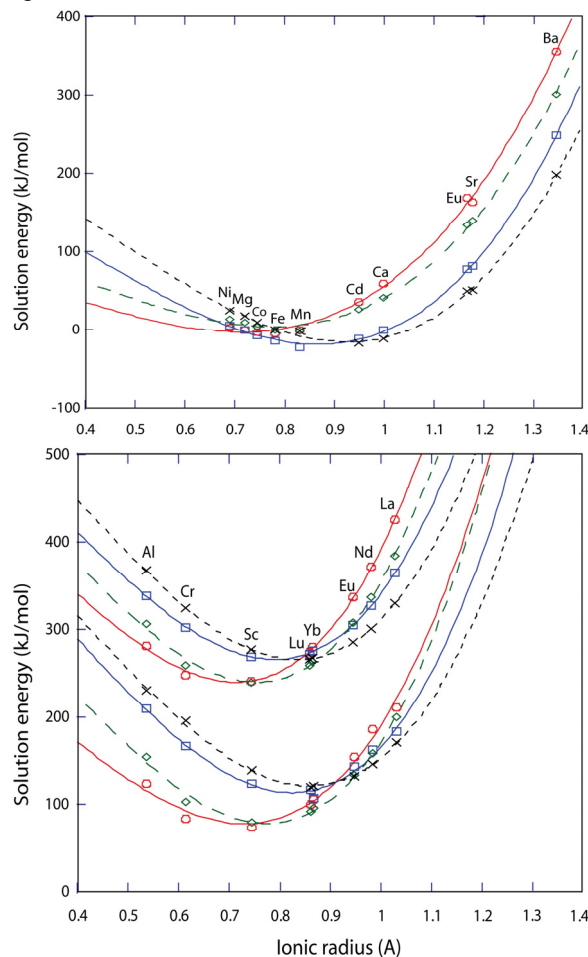 400
Ba
300
Solution energy (kJ/mol)
200
Sr
Eu
100
Ni
Mg
Co
Fe
Mn
Cd
Ca
0
-100
0.4 0.5 0.6 0.7 0.8 0.9 1.0 1.1 1.2 1.3 1.4
500
La
400
Nd
Al
Eu
Cr
300
Sc
Yb
Lu
Solution energy (kJ/mol)
200
100
0
0.4 0.5 0.6 0.7 0.8 0.9 1 1.1 1.2 1.3 1.4
Ionic radius (A)